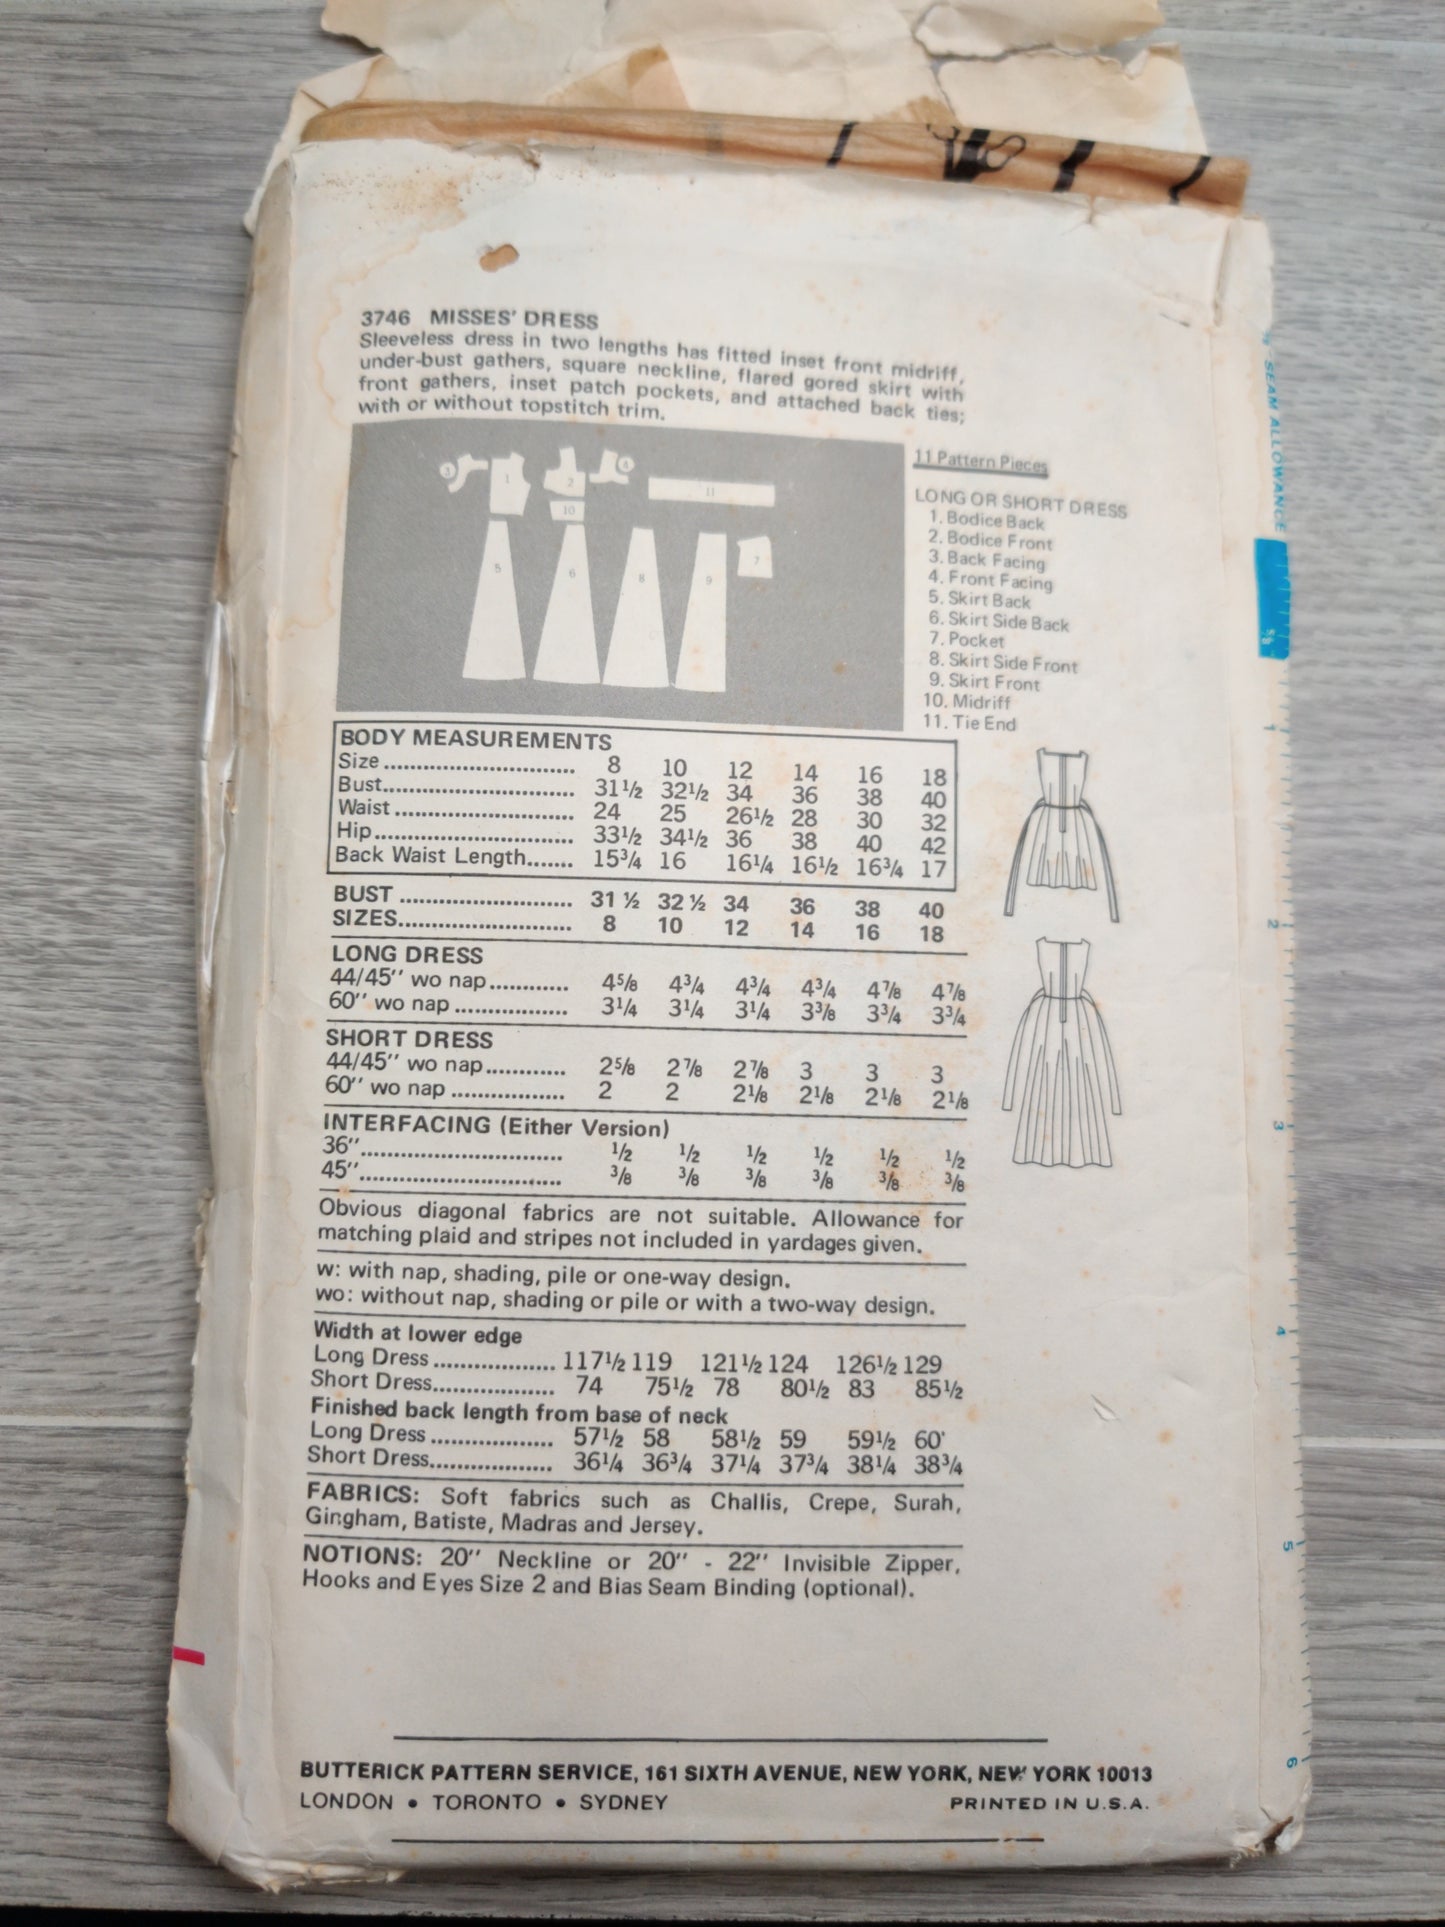 3746 MISSES' DRESS
Sleeveless dress in two lengths has fitted inset front midriff,
under-bust gathers, square neckline, flared gored skirt with
front gathers, inset patch pockets, and attached back ties;
with or without topstitch trim.
3 1 2 4 11
10
5 6 8 9 7
11 Pattern Pieces
LONG OR SHORT DRESS
1. Bodice Back
2. Bodice Front
3. Back Facing
4. Front Facing
5. Skirt Back
6. Skirt Side Back
7. Pocket
8. Skirt Side Front
9. Skirt Front
10. Midriff
11. Tie End
BODY MEASUREMENTS
Size 8 10 12 14 16 18
Bust 31½ 32½ 34 36 38 40
Waist 24 25 26½ 28 30 32
Hip 33½ 34½ 36 38 40 42
Back Waist Length 15¾ 16 16¼ 16½ 16¾ 17
BUST 31 ½ 32 ½ 34 36 38 40
SIZES 8 10 12 14 16 18
LONG DRESS
44/45'' wo nap 4⅝ 4¾ 4¾ 4¾ 4⅞ 4⅞
60'' wo nap 3¼ 3¼ 3¼ 3⅜ 3¾ 3¾
SHORT DRESS
44/45'' wo nap 2⅝ 2⅞ 2⅞ 3 3 3
60'' wo nap 2 2 2⅛ 2⅛ 2⅛ 2⅛
INTERFACING (Either Version)
36'' ½ ½ ½ ½ ½ ½
45'' ⅜ ⅜ ⅜ ⅜ ⅜ ⅜
Obvious diagonal fabrics are not suitable. Allowance for
matching plaid and stripes not included in yardages given.
w: with nap, shading, pile or one-way design.
wo: without nap, shading or pile or with a two-way design.
Width at lower edge
Long Dress 117½ 119 121½ 124 126½ 129
Short Dress 74 75½ 78 80½ 83 85½
Finished back length from base of neck
Long Dress 57½ 58 58½ 59 59½ 60
Short Dress 36¼ 36¾ 37¼ 37¾ 38¼ 38¾
FABRICS: Soft fabrics such as Challis, Crepe, Surah,
Gingham, Batiste, Madras and Jersey.
NOTIONS: 20'' Neckline or 20'' - 22'' Invisible Zipper,
Hooks and Eyes Size 2 and Bias Seam Binding (optional).
BUTTERICK PATTERN SERVICE, 161 SIXTH AVENUE, NEW YORK, NEW YORK 10013
LONDON • TORONTO • SYDNEY PRINTED IN U.S.A.
SEAM ALLOWANCE
⅝
1
2
3
4
5
6